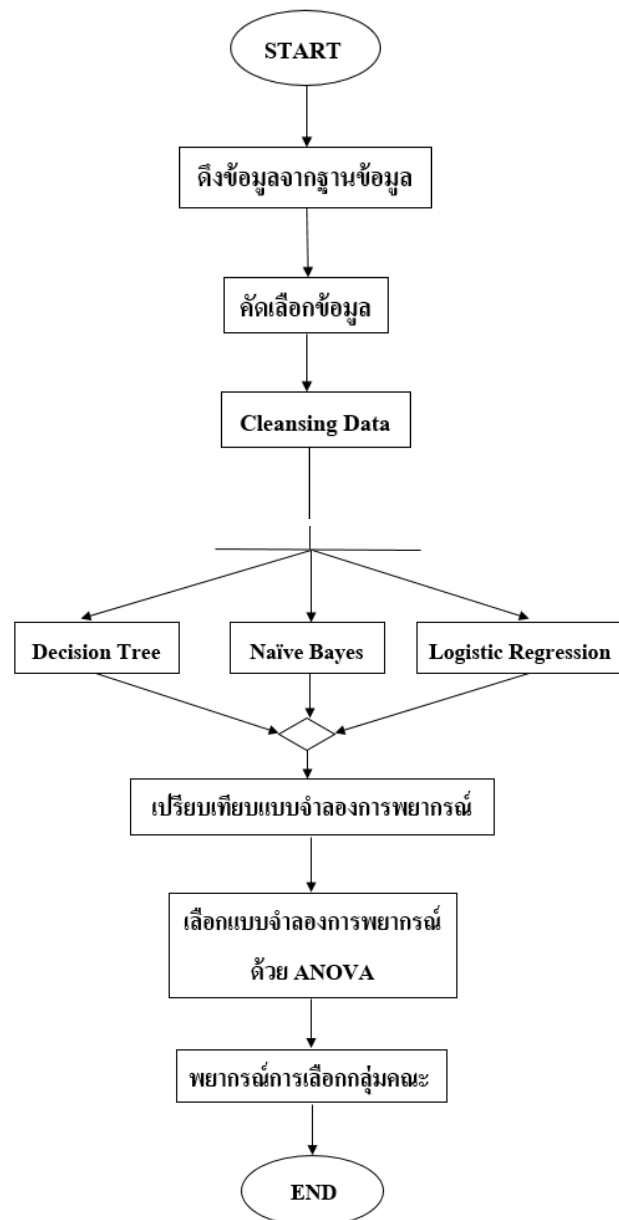 START
ดึงข้อมูลจากฐานข้อมูล
คัดเลือกข้อมูล
Cleansing Data
Decision Tree
Naïve Bayes
Logistic Regression
เปรียบเทียบแบบจำลองการพยากรณ์
เลือกแบบจำลองการพยากรณ์
ด้วย ANOVA
พยากรณ์การเลือกกลุ่มคณะ
END